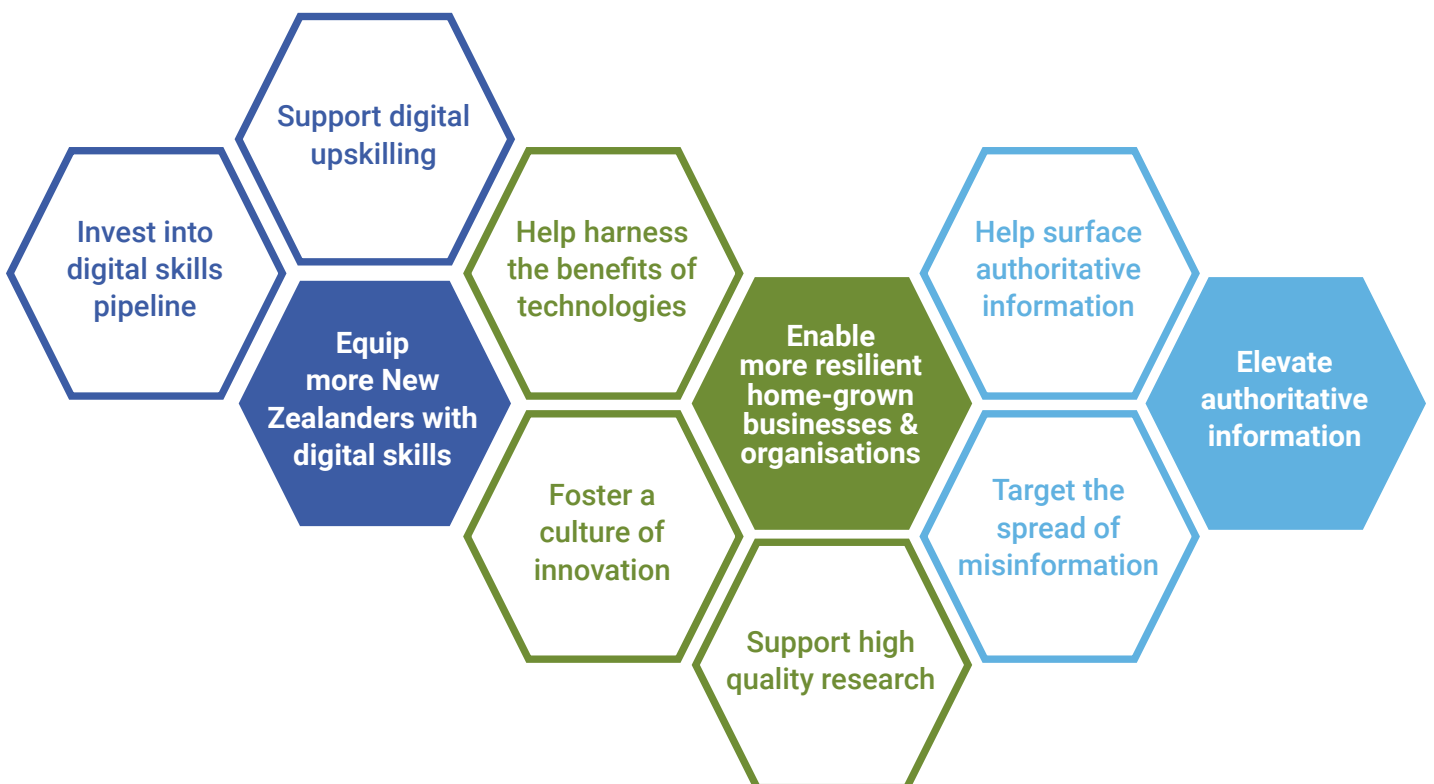 Support digital
upskilling
Invest into
digital skills
pipeline
Equip
more New
Zealanders with
digital skills
Help harness
the benefits of
technologies
Foster a
culture of
innovation
Enable
more resilient
home-grown
businesses &
organisations
Support high
quality research
Help surface
authoritative
information
Target the
spread of
misinformation
Elevate
authoritative
information